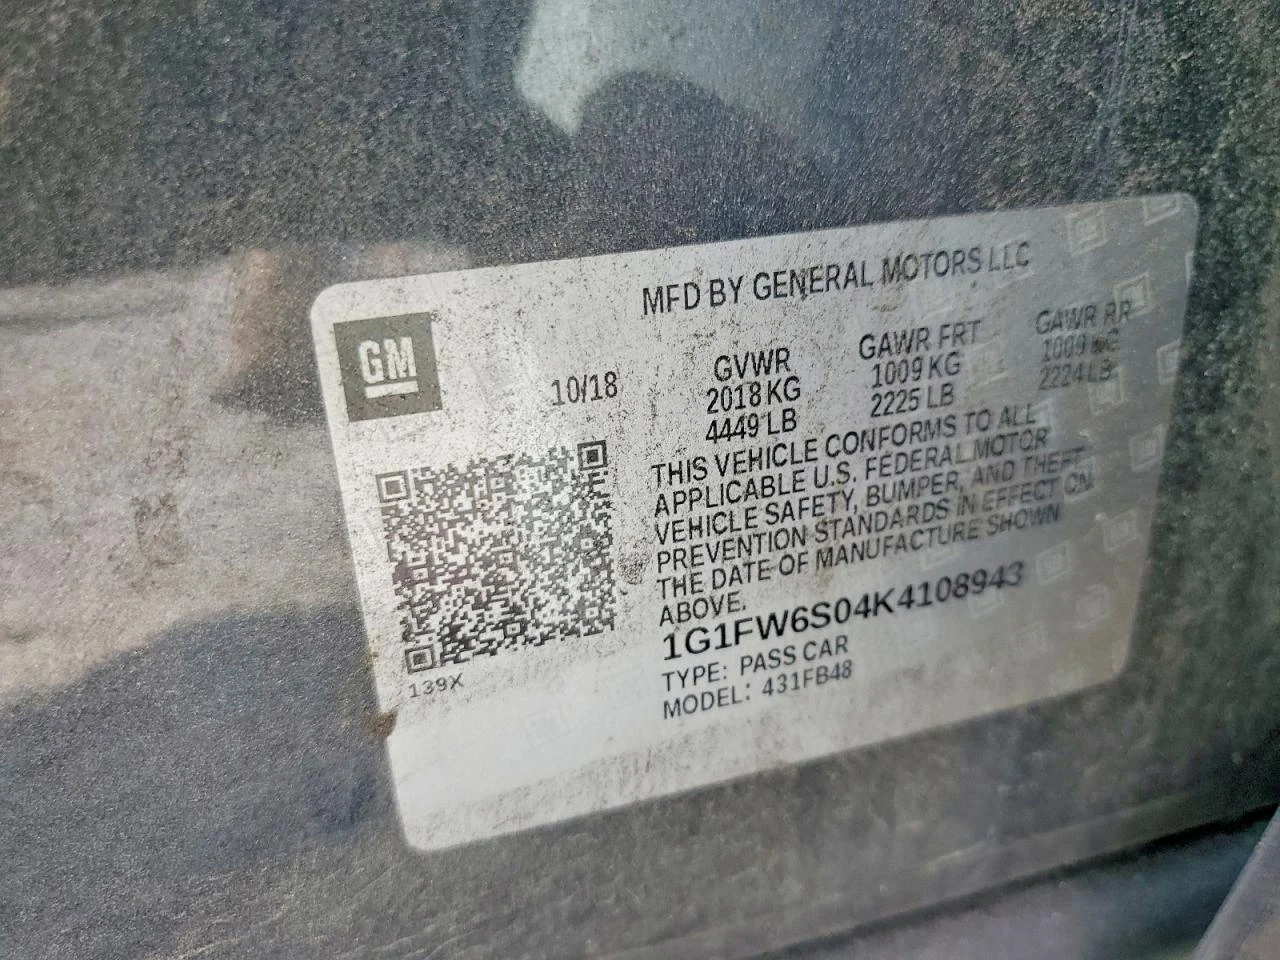 MFD BY GENERAL MOTORS LLC
GM
10/18
GVWR GAWR FRT GAWR RR
2018 KG 1009 KG 1009 KG
4449 LB 2225 LB 2224 LB
THIS VEHICLE CONFORMS TO ALL
APPLICABLE U.S. FEDERAL MOTOR
VEHICLE SAFETY, BUMPER, AND THEFT
PREVENTION STANDARDS IN EFFECT ON
THE DATE OF MANUFACTURE SHOWN
ABOVE.
1G1FW6S04K4108943
TYPE: PASS CAR
MODEL: 431FB48
139X